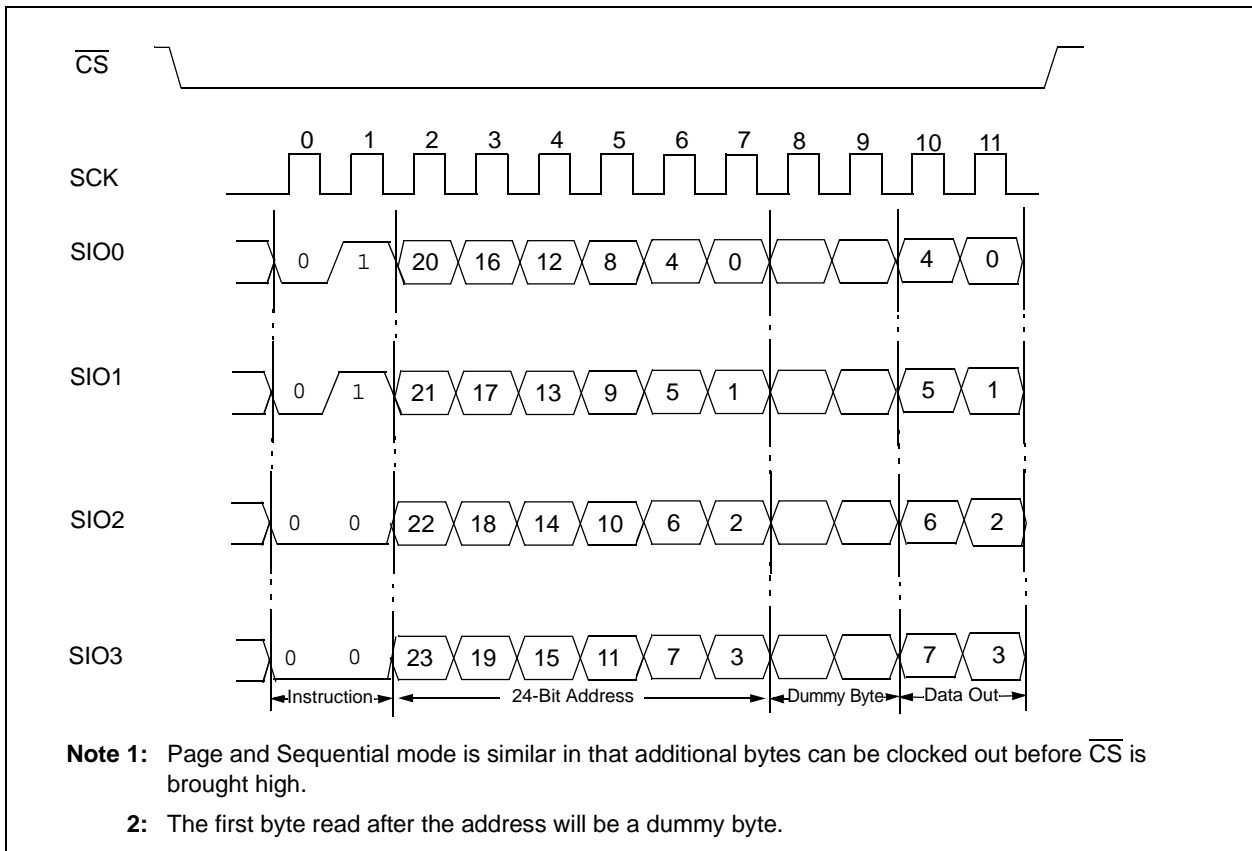 CS
0 1 2 3 4 5 6 7 8 9 10 11
SCK
SIO0 0 1 20 16 12 8 4 0 4 0
SIO1 0 1 21 17 13 9 5 1 5 1
SIO2 0 0 22 18 14 10 6 2 6 2
SIO3 0 0 23 19 15 11 7 3 7 3
Instruction 24-Bit Address Dummy Byte Data Out
Note 1: Page and Sequential mode is similar in that additional bytes can be clocked out before CS is
brought high.
2: The first byte read after the address will be a dummy byte.